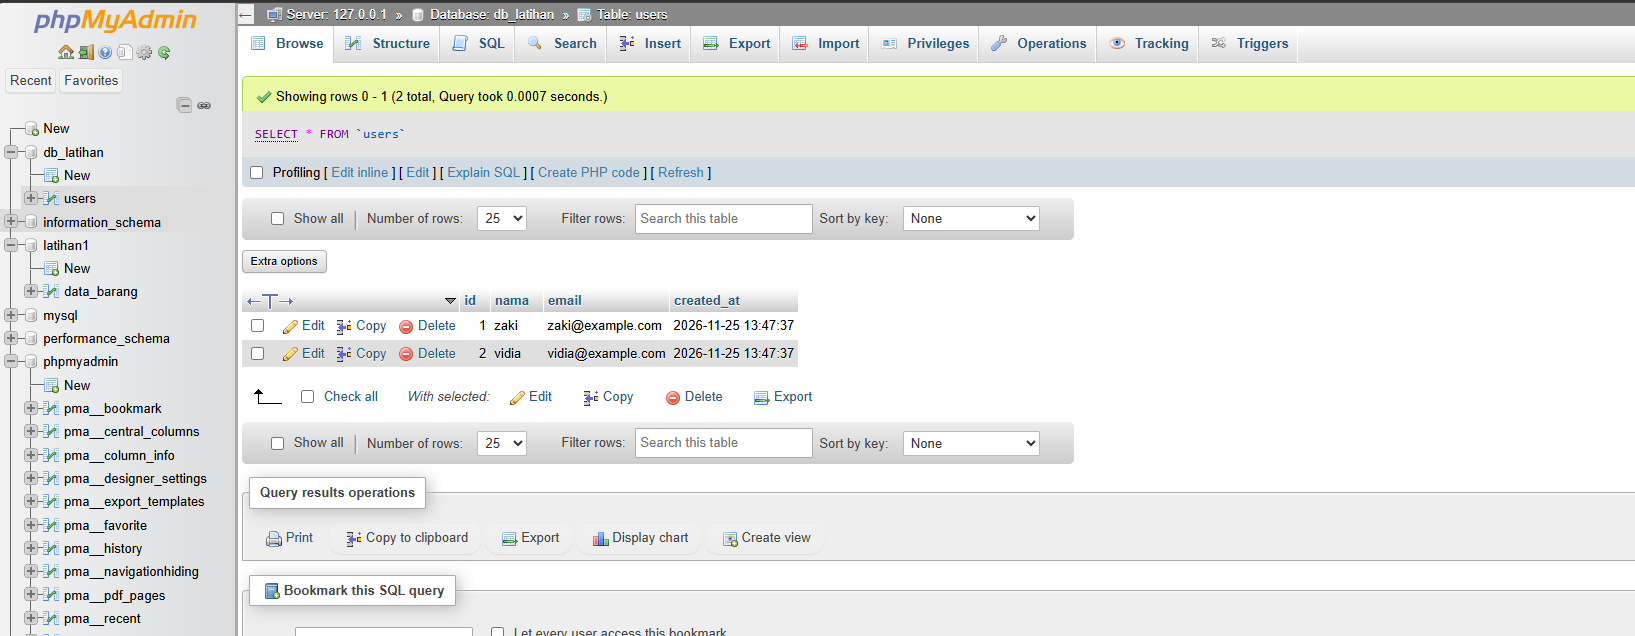 phpMyAdmin
Recent Favorites
New
db_latihan
New
users
information_schema
latihan1
New
data_barang
mysql
performance_schema
phpmyadmin
New
pma__bookmark
pma__central_columns
pma__column_info
pma__designer_settings
pma__export_templates
pma__favorite
pma__history
pma__navigationhiding
pma__pdf_pages
pma__recent
Server: 127.0.0.1 » Database: db_latihan » Table: users
Browse Structure SQL Search Insert Export Import Privileges Operations Tracking Triggers
Showing rows 0 - 1 (2 total, Query took 0.0007 seconds.)
SELECT * FROM `users`
Profiling [ Edit inline ] [ Edit ] [ Explain SQL ] [ Create PHP code ] [ Refresh ]
Show all Number of rows: 25 Filter rows: Search this table Sort by key: None
Extra options
id nama email created_at
Edit Copy Delete 1 zaki zaki@example.com 2026-11-25 13:47:37
Edit Copy Delete 2 vidia vidia@example.com 2026-11-25 13:47:37
Check all With selected: Edit Copy Delete Export
Show all Number of rows: 25 Filter rows: Search this table Sort by key: None
Query results operations
Print Copy to clipboard Export Display chart Create view
Bookmark this SQL query
Let every user access this bookmark